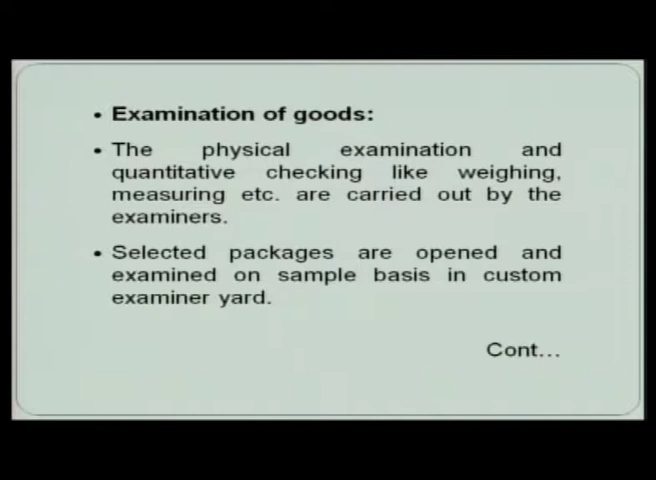 • Examination of goods:
• The physical examination and
quantitative checking like weighing,
measuring etc. are carried out by the
examiners.
• Selected packages are opened and
examined on sample basis in custom
examiner yard.
Cont...